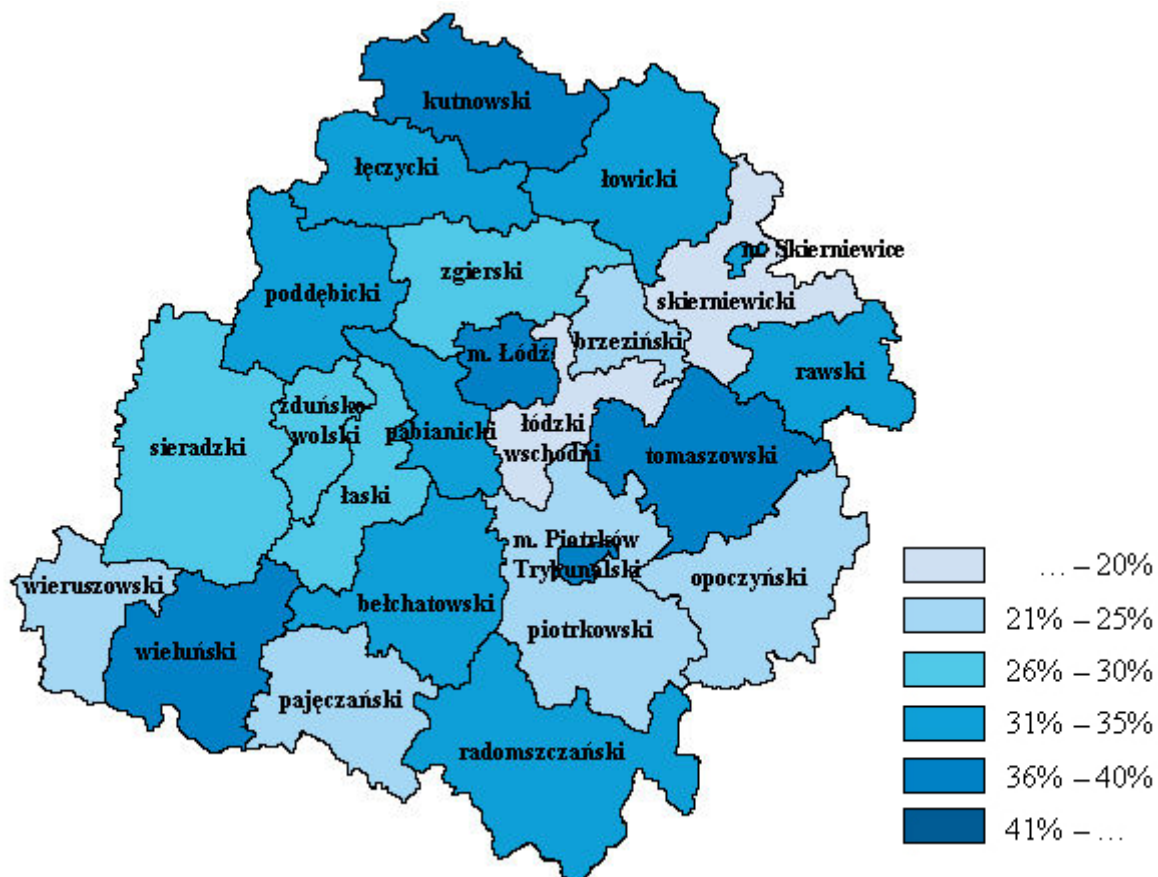 kutnowski
łęczycki
łowicki
m. Skierniewice
zgierski
poddębicki
skierniewicki
m. Łódź
brzeziński
rawski
zduńsko-
wolski
pabianicki
łódzki
wschodni
sieradzki
tomaszowski
łaski
m. Piotrków
Trybunalski
wieruszowski
opoczyński
bełchatowski
piotrkowski
wieluński
pajęczański
radomszczański
... – 20%
21% – 25%
26% – 30%
31% – 35%
36% – 40%
41% – ...